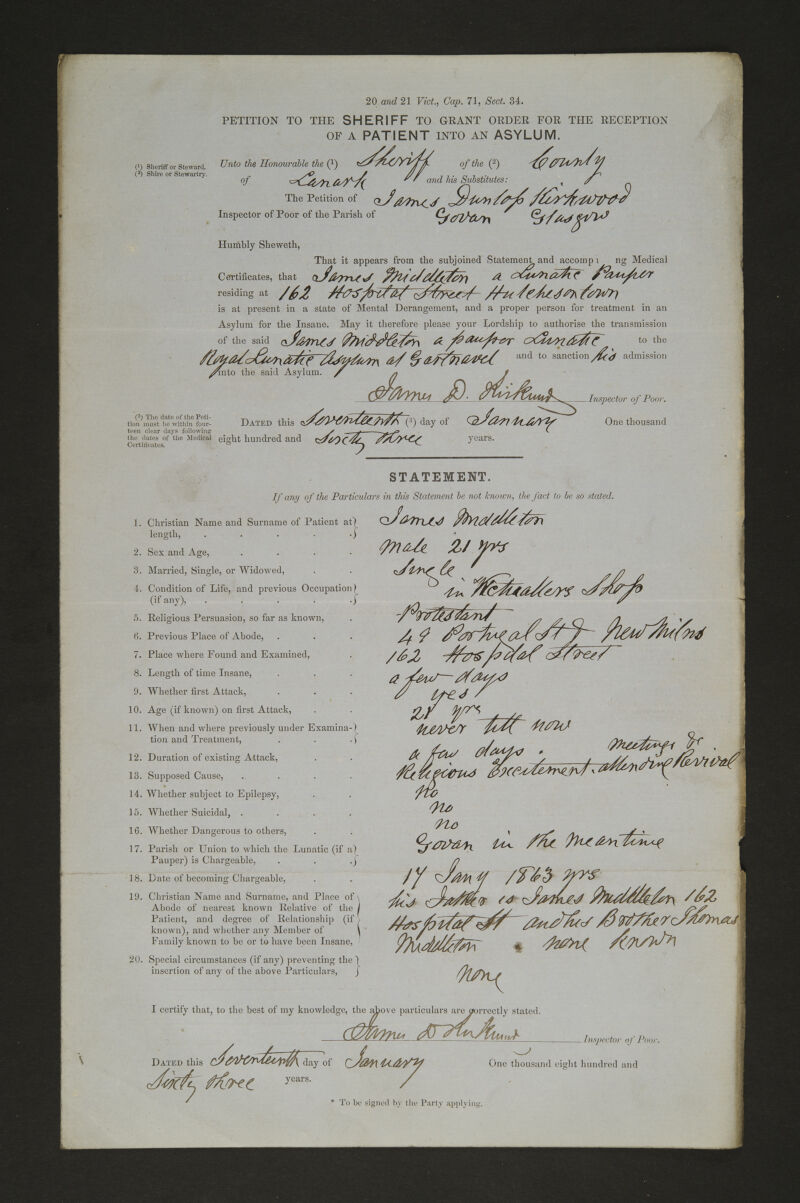 20 and 21 Vict., Cap. 71, Sect. 34.
PETITION TO THE SHERIFF TO GRANT ORDER FOR THE RECEPTION
OF A PATIENT INTO AN ASYLUM.
(1) Sheriff or Steward.
(2) Shire or Stewartry.
Unto the Honourable the (1) Sheriff of the (2) County
of Lanark and his Substitutes:
The Petition of James Dunlop Kirkwood
Inspector of Poor of the Parish of Govan Glasgow
Humbly Sheweth,
That it appears from the subjoined Statement and accomp ng Medical
Certificates, that James Middleton a Lunatic Pauper
residing at 162 Hospital Street Hutchesontown
is at present in a state of Mental Derangement, and a proper person for treatment in an
Asylum for the Insane. May it therefore please your Lordship to authorise the transmission
of the said James Middleton a pauper Lunatic to the
Royal Lunatic Asylum at Gartnavel and to sanction his admission
into the said Asylum.
James D. Kirkwood Inspector of Poor.
(3) The date of the Peti-
tion must be within four-
teen clear days following
the dates of the Medical
Certificates.
DATED this Seventeenth (3) day of January One thousand
eight hundred and Sixty three years.
STATEMENT.
If any of the Particulars in this Statement be not known, the fact to be so stated.
1. Christian Name and Surname of Patient at length, James Middleton
2. Sex and Age, Male 21 yrs
3. Married, Single, or Widowed, Single
4. Condition of Life, and previous Occupation (if any), in Shop
5. Religious Persuasion, so far as known, Protestant
6. Previous Place of Abode, 49 Portugal St & New Milns
7. Place where Found and Examined, 162 Hospital Street
8. Length of time Insane, a few days
9. Whether first Attack, yes
10. Age (if known) on first Attack, 21 yrs
11. When and where previously under Examina-
tion and Treatment, never till now
12. Duration of existing Attack, a few days.
13. Supposed Cause, Religious Excitement, attending Revival meetings &c
14. Whether subject to Epilepsy, No
15. Whether Suicidal, No
16. Whether Dangerous to others, No
17. Parish or Union to which the Lunatic (if a
Pauper) is Chargeable, Govan in the meantime
18. Date of becoming Chargeable, 17 Jany 1863 yrs
19. Christian Name and Surname, and Place of
Abode of nearest known Relative of the
Patient, and degree of Relationship (if
known), and whether any Member of
Family known to be or to have been Insane,
his Father is James Middleton 162
Hospital St and his Brother Thomas
Middleton none known
20. Special circumstances (if any) preventing the
insertion of any of the above Particulars, None
I certify that, to the best of my knowledge, the above particulars are correctly stated.
James D Kirkwood Inspector of Poor.
DATED this Seventeenth day of January One thousand eight hundred and
Sixty three years.
* To be signed by the Party applying.